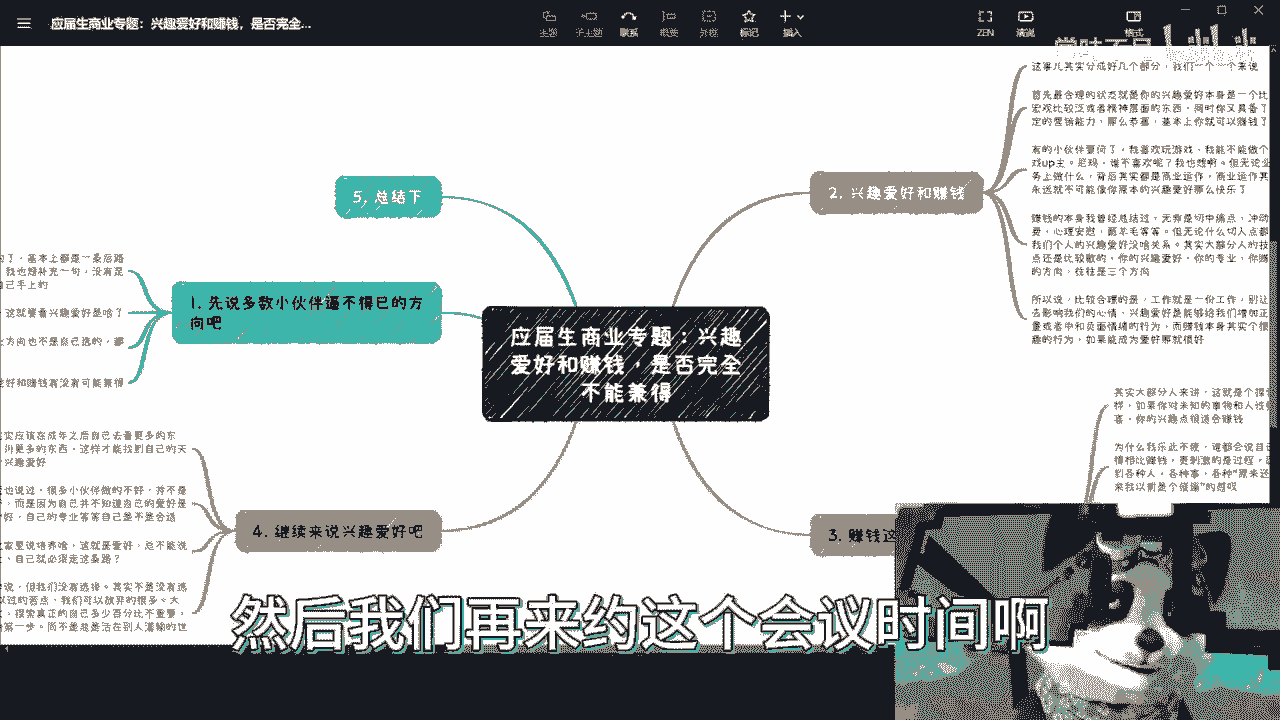 应届生商业专题：兴趣爱好和赚钱，是否完全...
主题
子主题
联系
概要
外框
标记
插入
ZEN
演说
格式
5, 总结下
1. 先说多数小伙伴逼不得已的方
向吧
4. 继续来说兴趣爱好吧
应届生商业专题：兴趣
爱好和赚钱，是否完全
不能兼得
2. 兴趣爱好和赚钱
3. 赚钱这
这事儿其实分成好几个部分，我们一个一个来说
首先最合理的状态就是你的兴趣爱好本身是一个比
宏观比较泛或者精神层面的东西，同时你又具备了
定的营销能力，那么恭喜，基本上你就可以赚钱了
有的小伙伴要问了，我喜欢玩游戏，我能不能做个
戏up主。尼玛，谁不喜欢呢？我也想啊。但无论业
务上做什么，背后其实都是商业运作，商业运作其
永远就不可能像你原本的兴趣爱好那么快乐了
赚钱的本身我曾经总结过，无非是切中痛点，冲动
费，心理安慰，薅羊毛等等。但无论什么切入点都
我们个人的兴趣爱好没啥关系。其实大部分人的技
点还是比较散的，你的兴趣爱好，你的专业，你赚
的方向，往往是三个方向
所以说，比较合理的是，工作就是一份工作，别让
去影响我们的心情，兴趣爱好是能够给我们增加正
量或者中和负面情绪的行为，而赚钱本身其实个很
趣的行为，如果能成为爱好那就很好
其实大部分人来讲，这就是个探
样，如果你对未知的事物和人性
喜，你的兴趣点很适合赚钱
为什么我乐此不疲，谁都会说自
情相比赚钱，更刺激的是过程，
到各种人，各种事，各种“原来还
来我以前是个傻逼”的感叹
的了，基本上都是一条后路
，我也想补充一句，没有是
自己手上的
，这就要看兴趣爱好是啥了
方向也不是自己选的，那
爱好和赚钱有没有可能兼得
实应该在成年之后自己去看更多的东
更多的东西，这样才能找到自己的天
兴趣爱好
也说过，很多小伙伴做的不好，并不是
，而是因为自己并不知道自己的爱好是
好，自己的专业等等自己是不是合适
家里说培养啥，这就是爱好，总不能说
，自己就必须走这条路？
说，但我们没有选择。其实不是没有选
过的观点，我们可以放弃的很多。大
，探索真正的自己多少百分比不重要，
第一步。而不是总是活在别人灌输的世
然后我们再来约这个会议时间啊